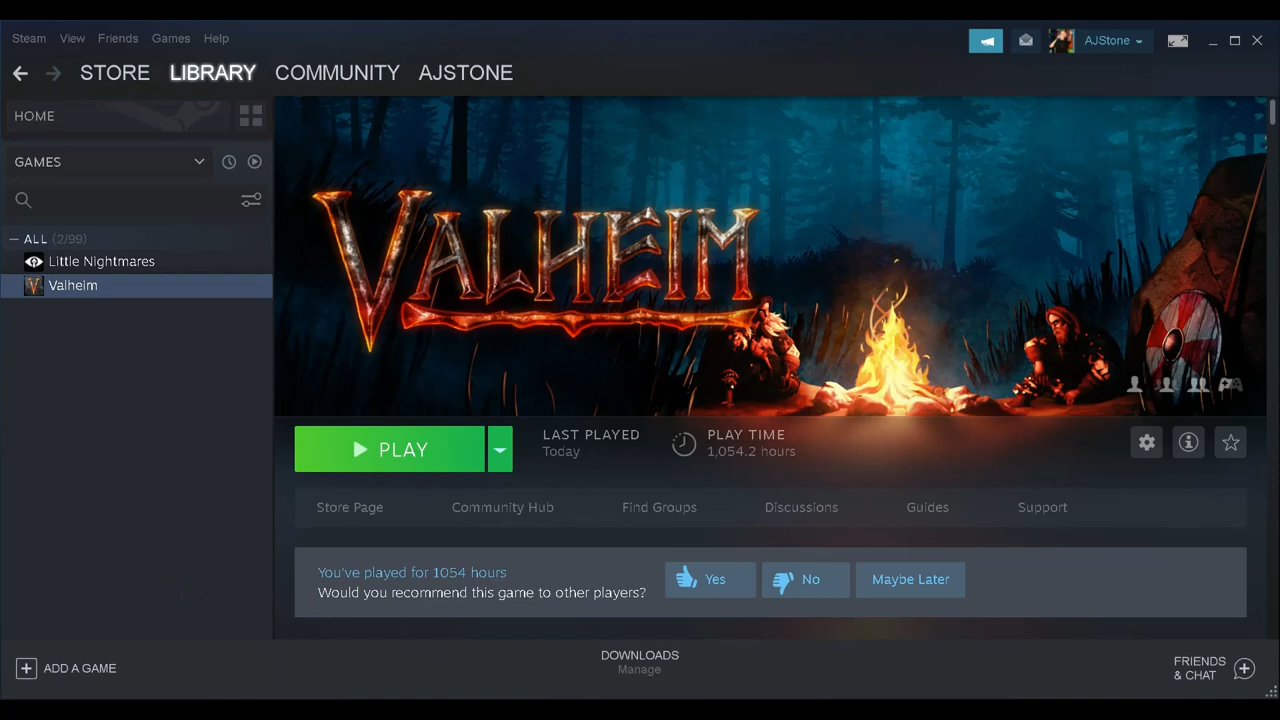 Steam View Friends Games Help
AJStone
STORE LIBRARY COMMUNITY AJSTONE
HOME
GAMES
ALL (2/99)
Little Nightmares
Valheim
VALHEIM
PLAY
LAST PLAYED
Today
PLAY TIME
1,054.2 hours
Store Page Community Hub Find Groups Discussions Guides Support
You've played for 1054 hours
Would you recommend this game to other players?
Yes No Maybe Later
ADD A GAME
DOWNLOADS
Manage
FRIENDS
& CHAT